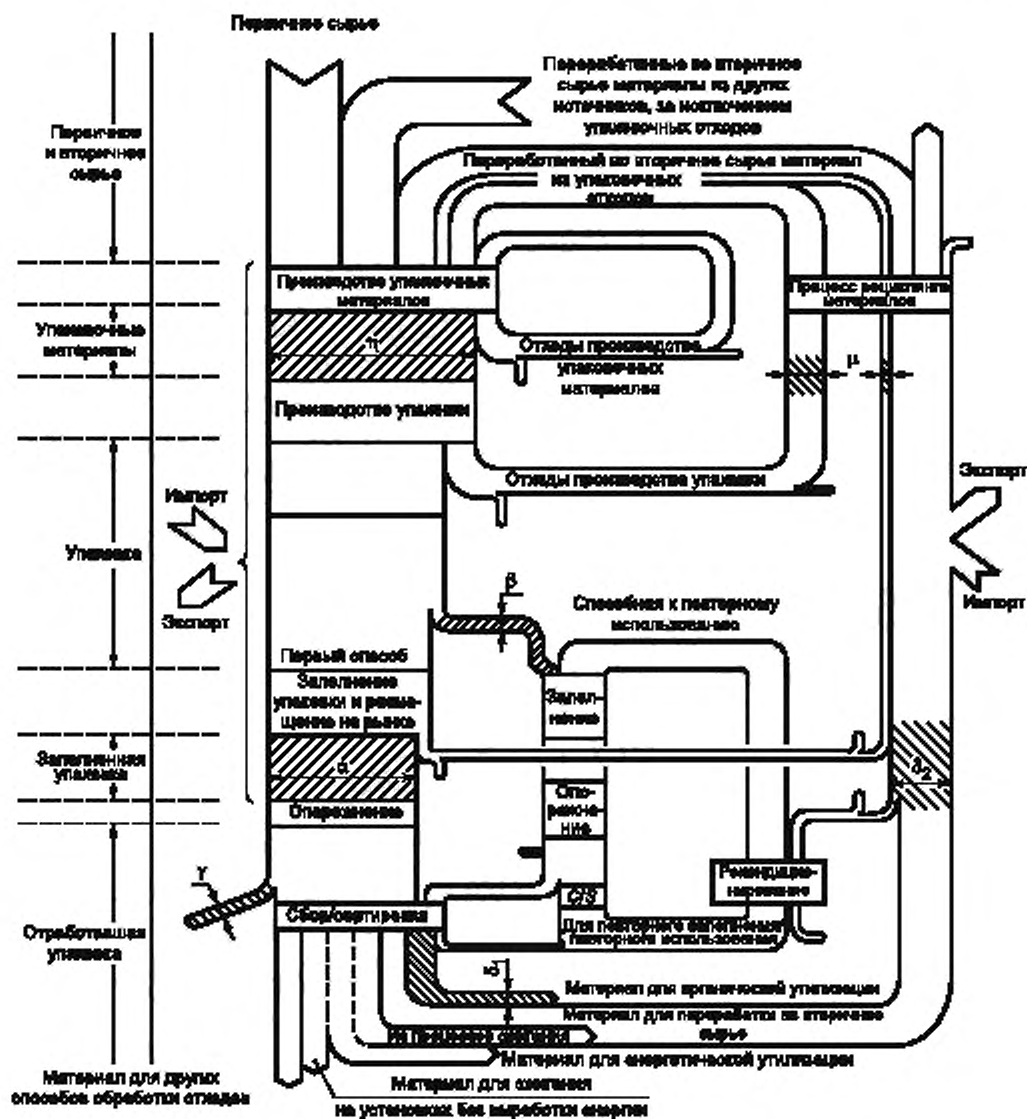 Первичное сырье
Переработанные во вторичное
сырье материалы из других
источников, за исключением
упаковочных отходов
Первичное
и вторичное
сырье
Переработанный во вторичное сырье материал
из упаковочных
отходов
Производство упаковочных
материалов
Процесс рециклинга
материалов
Упаковочные
материалы
π
Отходы производства
упаковочных
материалов
μ
Производство упаковки
Отходы производства упаковки
Экспорт
Импорт
Упаковка
Экспорт
Импорт
β
Способная к повторному
использованию
Первый способ
Заполнение
упаковки и разме-
щение на рынке
Запол-
нение
Заполненная
упаковка
α
δ2
Опорожнение
Опо-
рожне-
ние
γ
Рекондицио-
нирование
C/S
Сбор/сортировка
Для повторного заполнения/
повторного использования
Отработавшая
упаковка
Материал для органической утилизации
Материал для переработки во вторичное
сырье
Материал для энергетической утилизации
Материал для других
способов обработки отходов
Материал для сжигания
на установках без выработки энергии